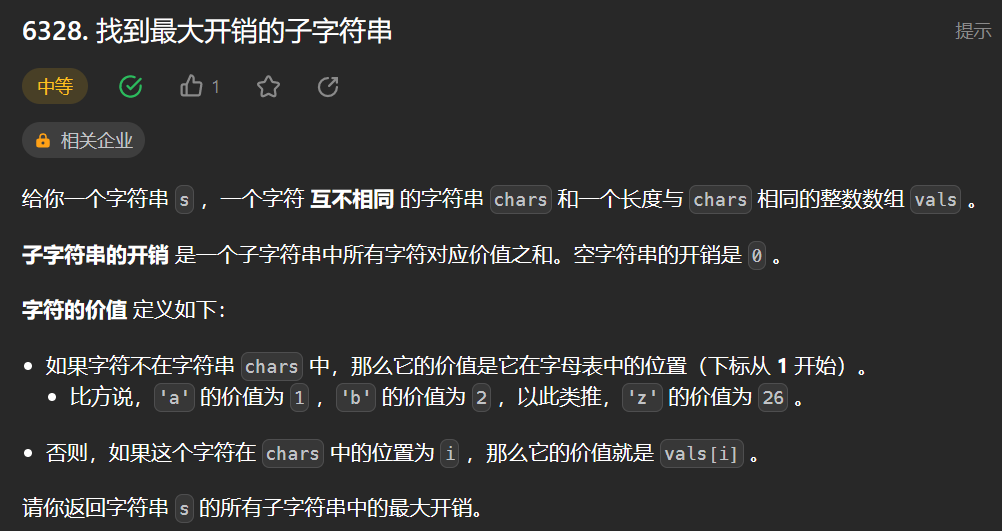 6328. 找到最大开销的子字符串
提示
中等
1
相关企业
给你一个字符串 s ，一个字符 互不相同 的字符串 chars 和一个长度与 chars 相同的整数数组 vals 。
子字符串的开销 是一个子字符串中所有字符对应价值之和。空字符串的开销是 0 。
字符的价值 定义如下：
• 如果字符不在字符串 chars 中，那么它的价值是它在字母表中的位置（下标从 1 开始）。
• 比方说，'a' 的价值为 1 ，'b' 的价值为 2 ，以此类推，'z' 的价值为 26 。
• 否则，如果这个字符在 chars 中的位置为 i ，那么它的价值就是 vals[i] 。
请你返回字符串 s 的所有子字符串中的最大开销。